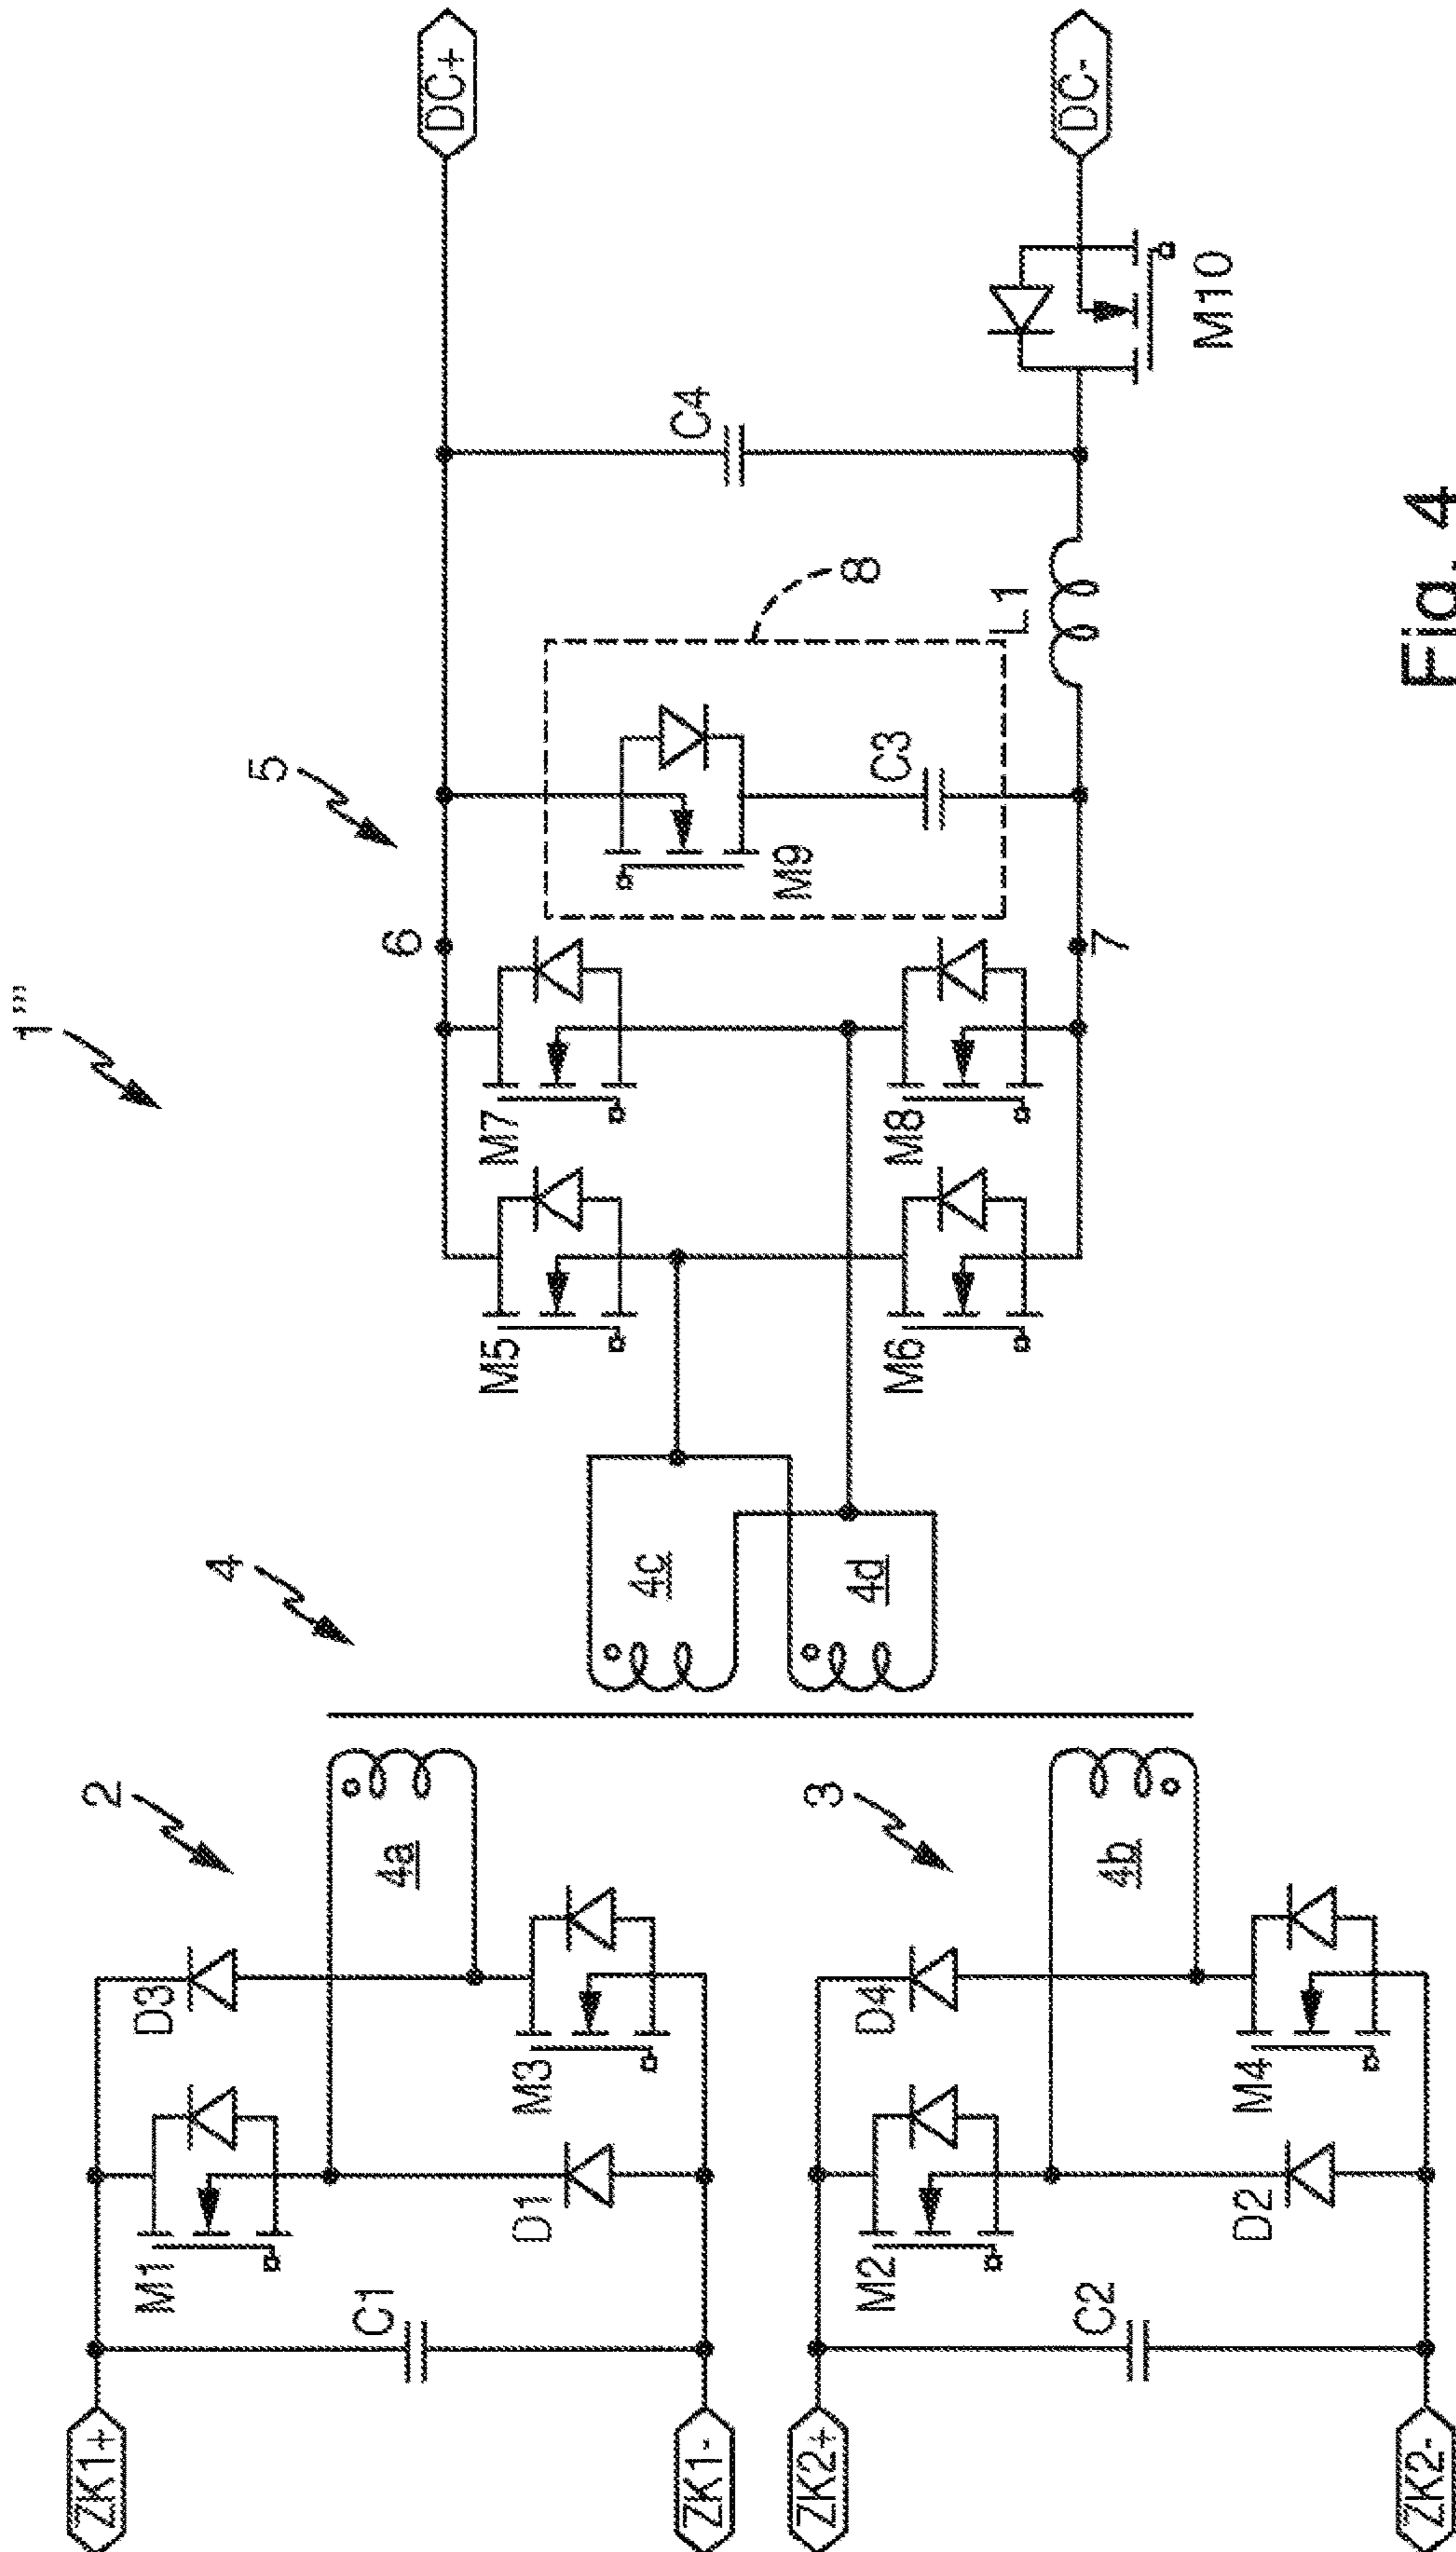 1'''
2
4
5
ZK1+
M1
D3
C1
D1
M3
4a
ZK1-
ZK2+
3
M2
D4
C2
D2
M4
4b
ZK2-
4c
4d
M5
M7
M6
M8
6
7
M9
C3
8
L1
C4
M10
DC+
DC-
Fig. 4